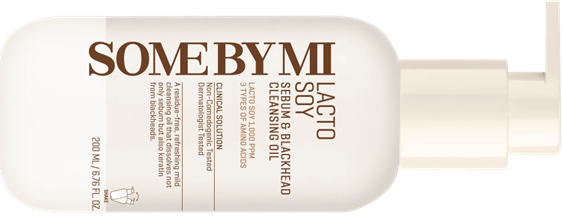 SOME BY MI
LACTO
SOY
SEBUM & BLACKHEAD
CLEANSING OIL
LACTO SOY 1,000 PPM
3 TYPES OF AMINO ACIDS
CLINICAL SOLUTION
Non-Comedogenic Tested
Dermatologist Tested
A residue-free, refreshing mild
cleansing oil that dissolves not
only sebum but also keratin
from blackheads.
SHAKE
200 ML / 6.76 FL. OZ.